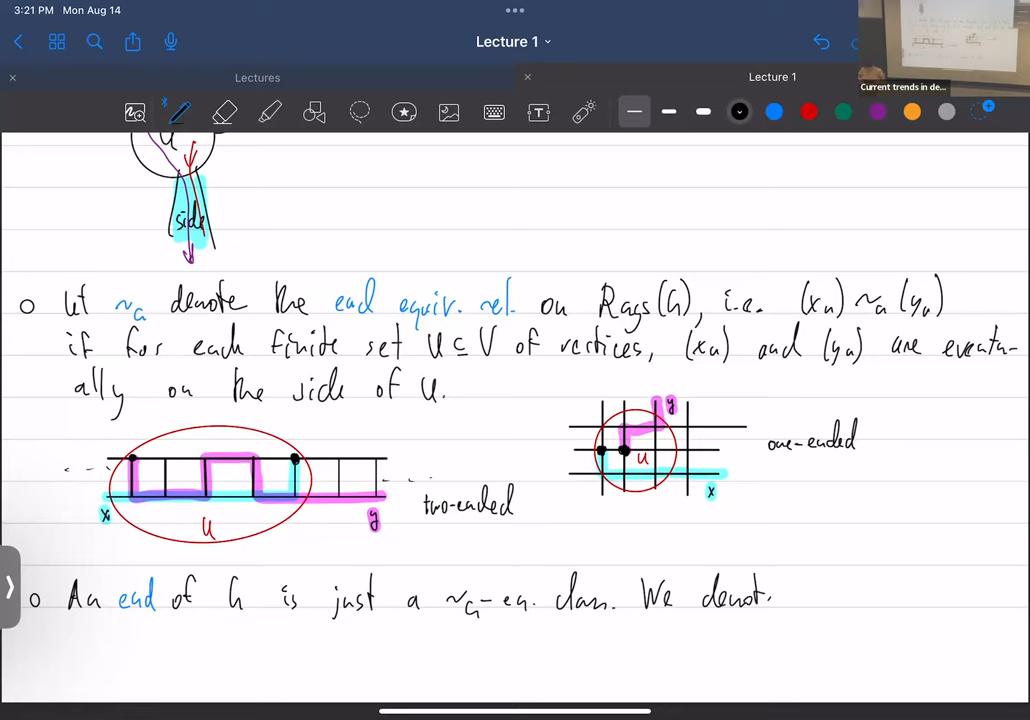 3:21 PM Mon Aug 14
Lecture 1
Lectures
Lecture 1
Current trends in de...
U
side
○ Let ~G denote the end equiv. rel. on Rays(G), i.e. (xn) ~G (yn)
if for each finite set U ⊆ V of vertices, (xn) and (yn) are eventu-
ally on the side of U.
y
U
one-ended
x
x
U
y
two-ended
○ An end of G is just a ~G-eq. class. We denot